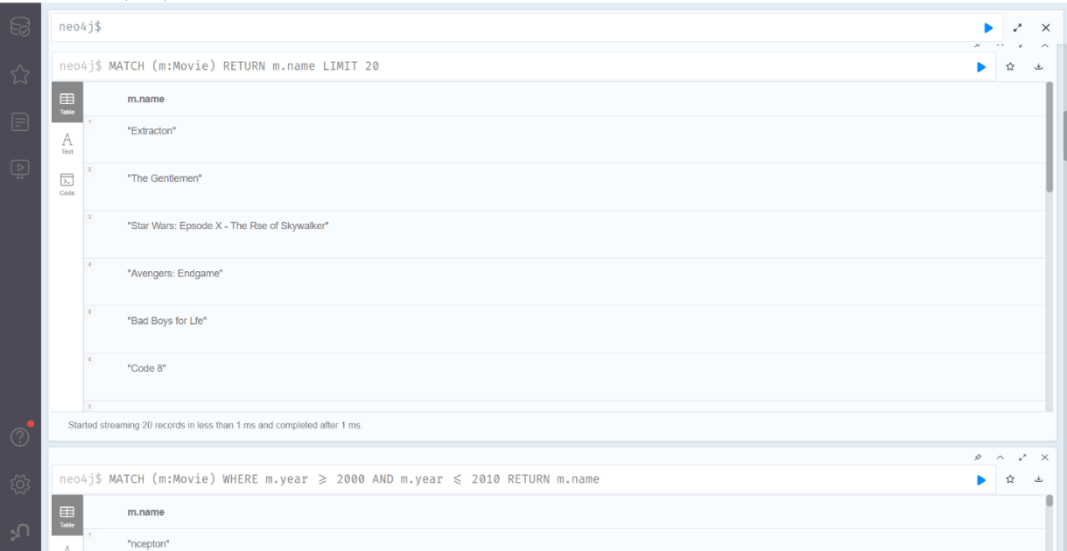 neo4j$
neo4j$ MATCH (m:Movie) RETURN m.name LIMIT 20
Table
m.name
1
"Extracton"
Text
2
"The Gentlemen"
Code
3
"Star Wars: Epsode X - The Rse of Skywalker"
4
"Avengers: Endgame"
5
"Bad Boys for Lfe"
6
"Code 8"
7
Started streaming 20 records in less than 1 ms and completed after 1 ms.
neo4j$ MATCH (m:Movie) WHERE m.year ⩾ 2000 AND m.year ⩽ 2010 RETURN m.name
Table
m.name
1
"ncepton"
A